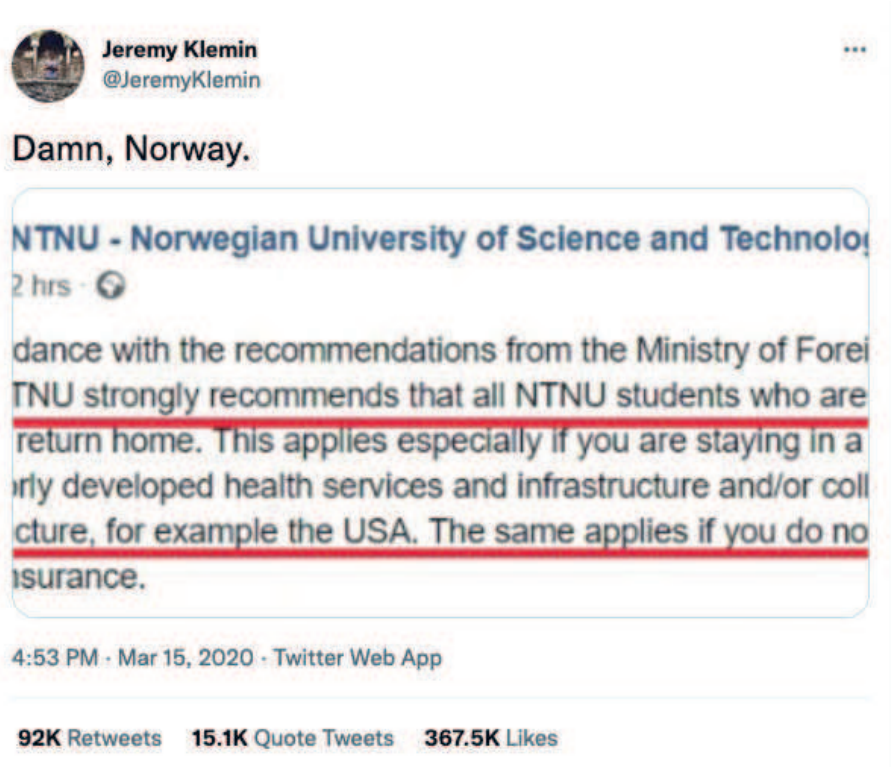 Jeremy Klemin
@JeremyKlemin
Damn, Norway.
NTNU - Norwegian University of Science and Technolog
2 hrs ·
dance with the recommendations from the Ministry of Forei
TNU strongly recommends that all NTNU students who are
return home. This applies especially if you are staying in a
rly developed health services and infrastructure and/or coll
cture, for example the USA. The same applies if you do no
nsurance.
4:53 PM · Mar 15, 2020 · Twitter Web App
92K Retweets 15.1K Quote Tweets 367.5K Likes